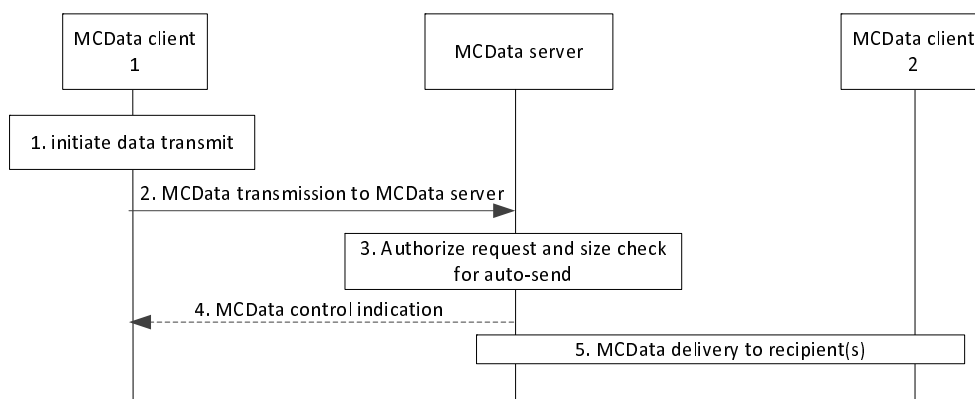 MCData client
1
MCData server
MCData client
2
1. initiate data transmit
2. MCData transmission to MCData server
3. Authorize request and size check
for auto-send
4. MCData control indication
5. MCData delivery to recipient(s)